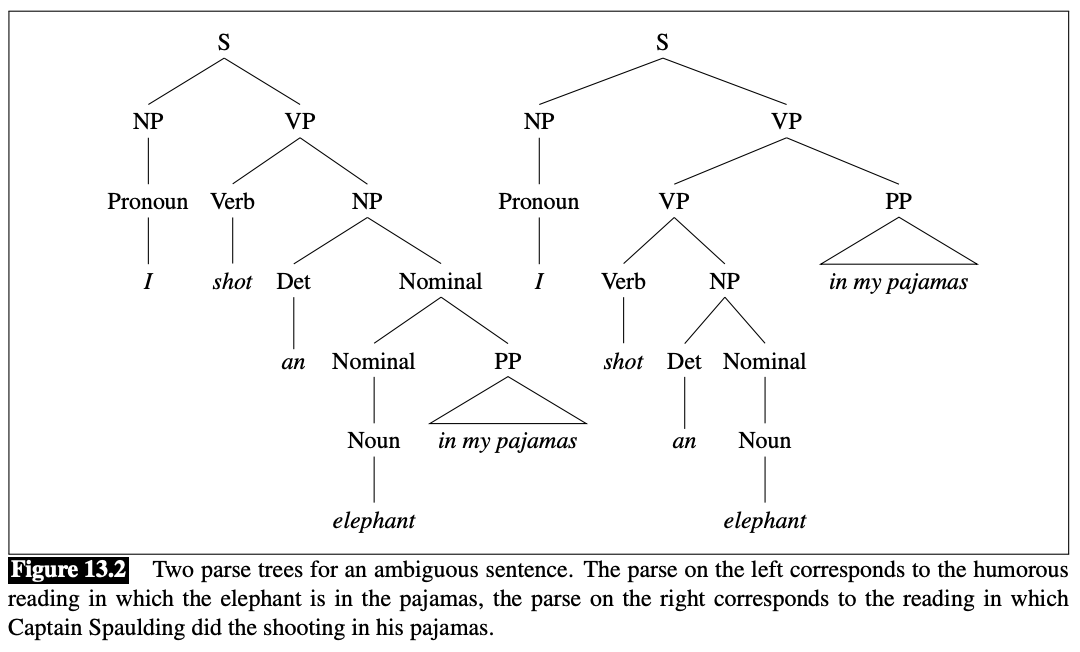 S S
NP VP NP VP
Pronoun Verb NP Pronoun VP PP
I shot Det Nominal I Verb NP in my pajamas
an Nominal PP shot Det Nominal
Noun in my pajamas an Noun
elephant elephant
Figure 13.2 Two parse trees for an ambiguous sentence. The parse on the left corresponds to the humorous
reading in which the elephant is in the pajamas, the parse on the right corresponds to the reading in which
Captain Spaulding did the shooting in his pajamas.